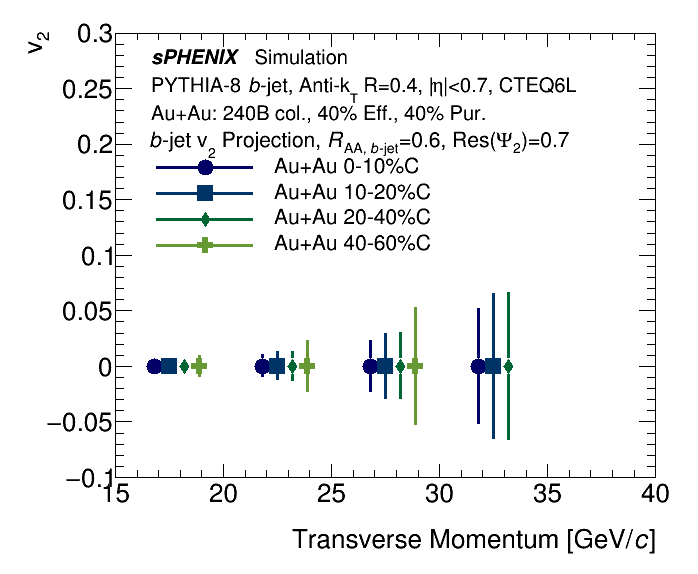 v2
0.3
sPHENIX Simulation
PYTHIA-8 b-jet, Anti-kT R=0.4, |η|<0.7, CTEQ6L
0.25
Au+Au: 240B col., 40% Eff., 40% Pur.
0.2
b-jet v2 Projection, RAA, b-jet=0.6, Res(Ψ2)=0.7
Au+Au 0-10%C
Au+Au 10-20%C
0.15
Au+Au 20-40%C
Au+Au 40-60%C
0.1
0.05
0
−0.05
−0.1
15 20 25 30 35 40
Transverse Momentum [GeV/c]